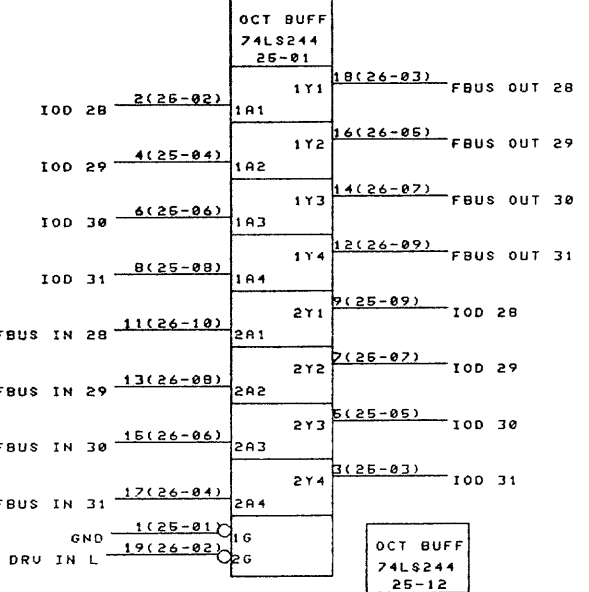 OCT BUFF
74LS244
25-01
1Y1 18(26-03) FBUS OUT 28
IOD 28 2(25-02) 1A1
1Y2 16(26-05) FBUS OUT 29
IOD 29 4(25-04) 1A2
1Y3 14(26-07) FBUS OUT 30
IOD 30 6(25-06) 1A3
1Y4 12(26-09) FBUS OUT 31
IOD 31 8(25-08) 1A4
2Y1 9(25-09) IOD 28
FBUS IN 28 11(26-10) 2A1
2Y2 7(25-07) IOD 29
FBUS IN 29 13(26-08) 2A2
2Y3 5(25-05) IOD 30
FBUS IN 30 15(26-06) 2A3
2Y4 3(25-03) IOD 31
FBUS IN 31 17(26-04) 2A4
GND 1(25-01) 1G
DRV IN L 19(26-02) 2G
OCT BUFF
74LS244
25-12